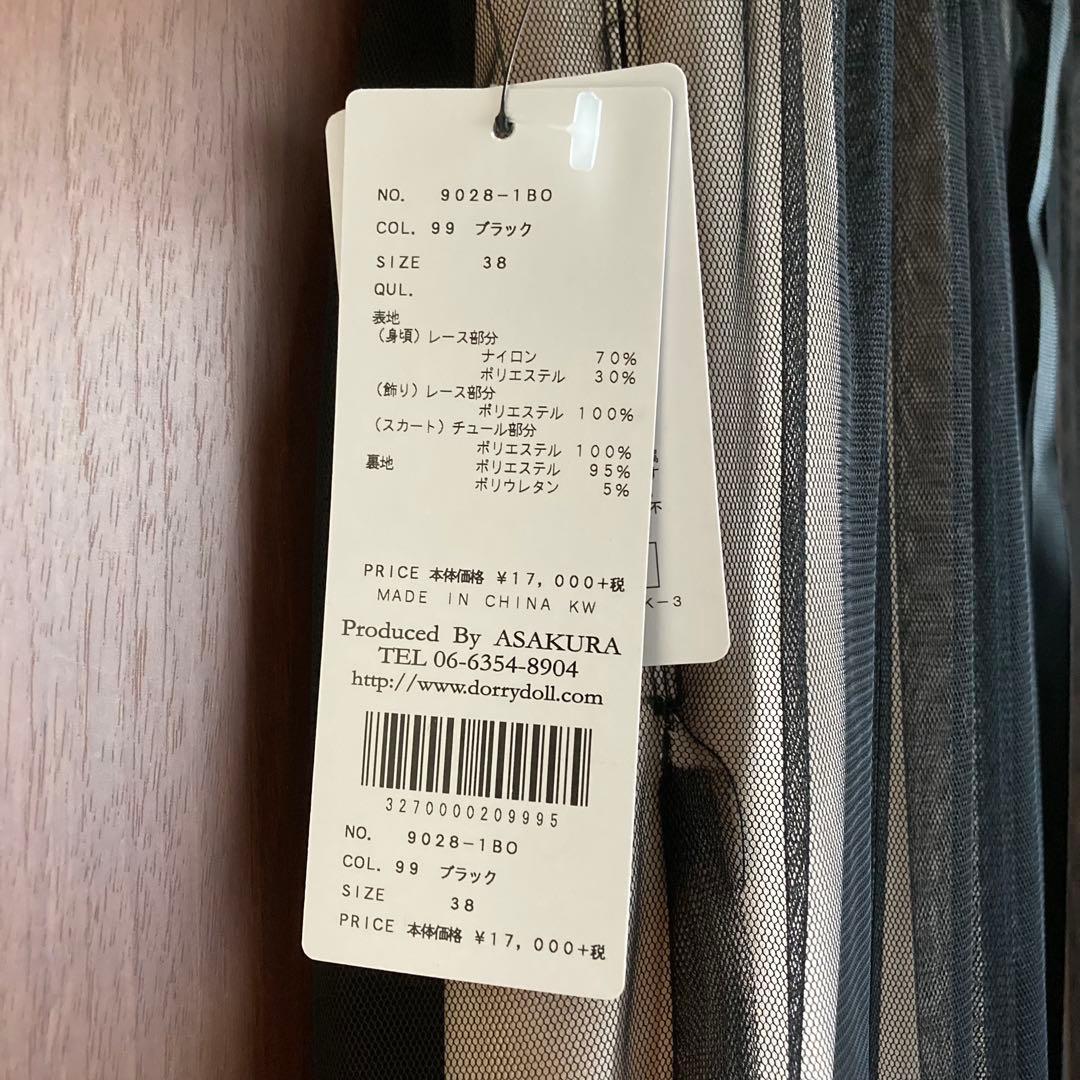 NO. 9028-1BO
COL. 99 ブラック
SIZE 38
QUL.
表地
（身頃）レース部分
ナイロン 70%
ポリエステル 30%
（飾り）レース部分
ポリエステル 100%
（スカート）チュール部分
ポリエステル 100%
裏地 ポリエステル 95%
ポリウレタン 5%
PRICE 本体価格 ¥17,000+税
MADE IN CHINA KW
Produced By ASAKURA
TEL 06-6354-8904
http://www.dorrydoll.com
3270000209995
NO. 9028-1BO
COL. 99 ブラック
SIZE 38
PRICE 本体価格 ¥17,000+税
不
K-3